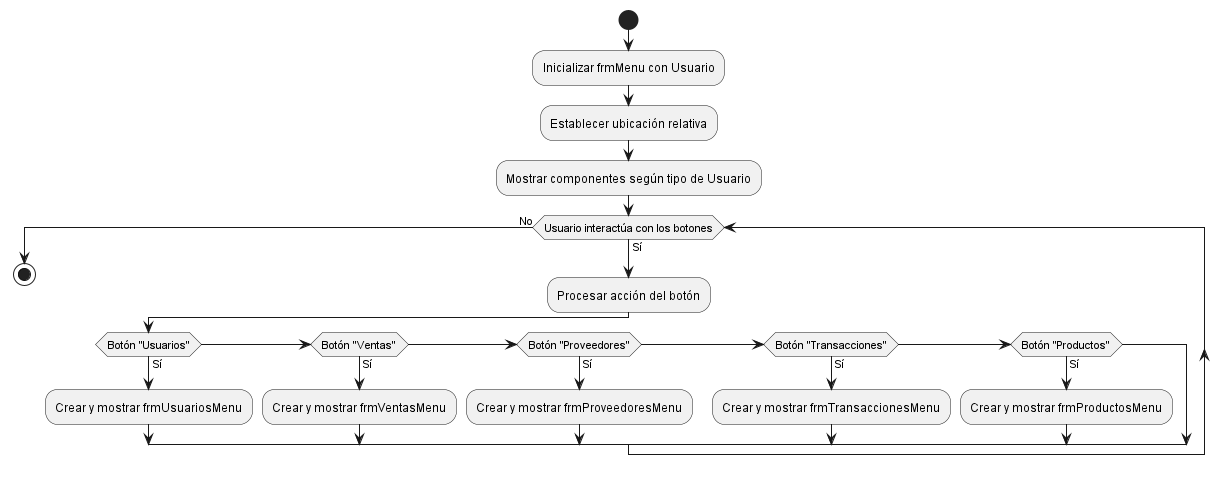 Inicializar frmMenu con Usuario
Establecer ubicación relativa
Mostrar componentes según tipo de Usuario
No
Usuario interactúa con los botones
Sí
Procesar acción del botón
Botón "Usuarios"
Botón "Ventas"
Botón "Proveedores"
Botón "Transacciones"
Botón "Productos"
Sí
Sí
Sí
Sí
Sí
Crear y mostrar frmUsuariosMenu
Crear y mostrar frmVentasMenu
Crear y mostrar frmProveedoresMenu
Crear y mostrar frmTransaccionesMenu
Crear y mostrar frmProductosMenu